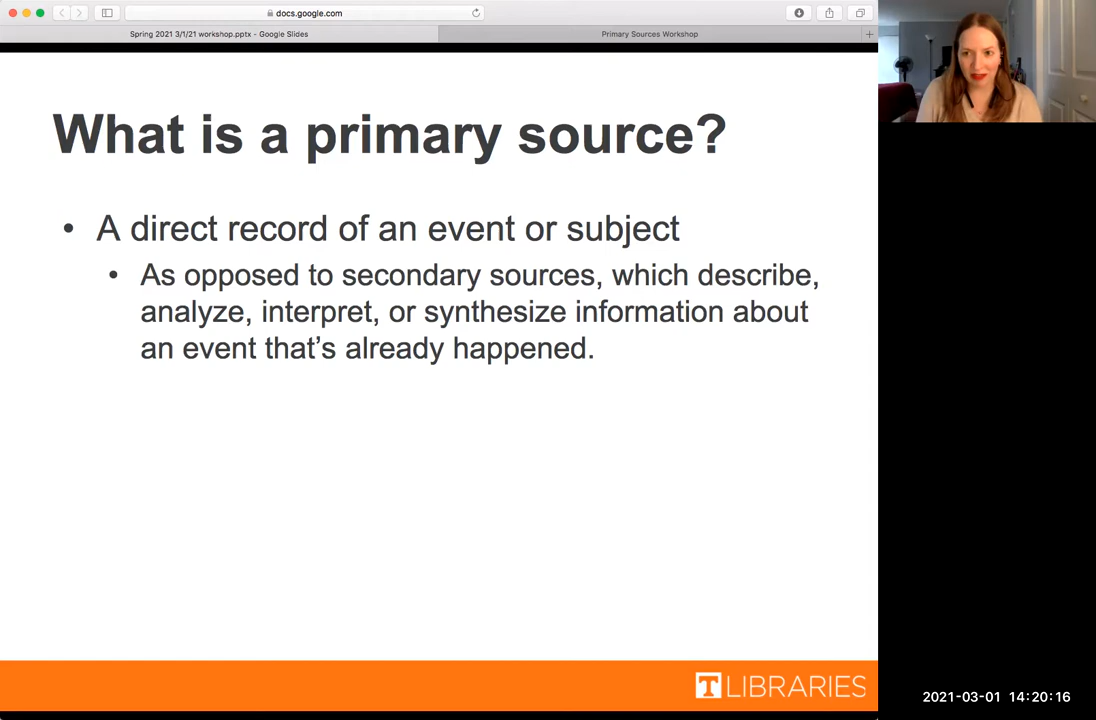 docs.google.com
Spring 2021 3/1/21 workshop.pptx - Google Slides
Primary Sources Workshop
What is a primary source?
• A direct record of an event or subject
• As opposed to secondary sources, which describe,
analyze, interpret, or synthesize information about
an event that’s already happened.
T LIBRARIES
2021-03-01 14:20:16